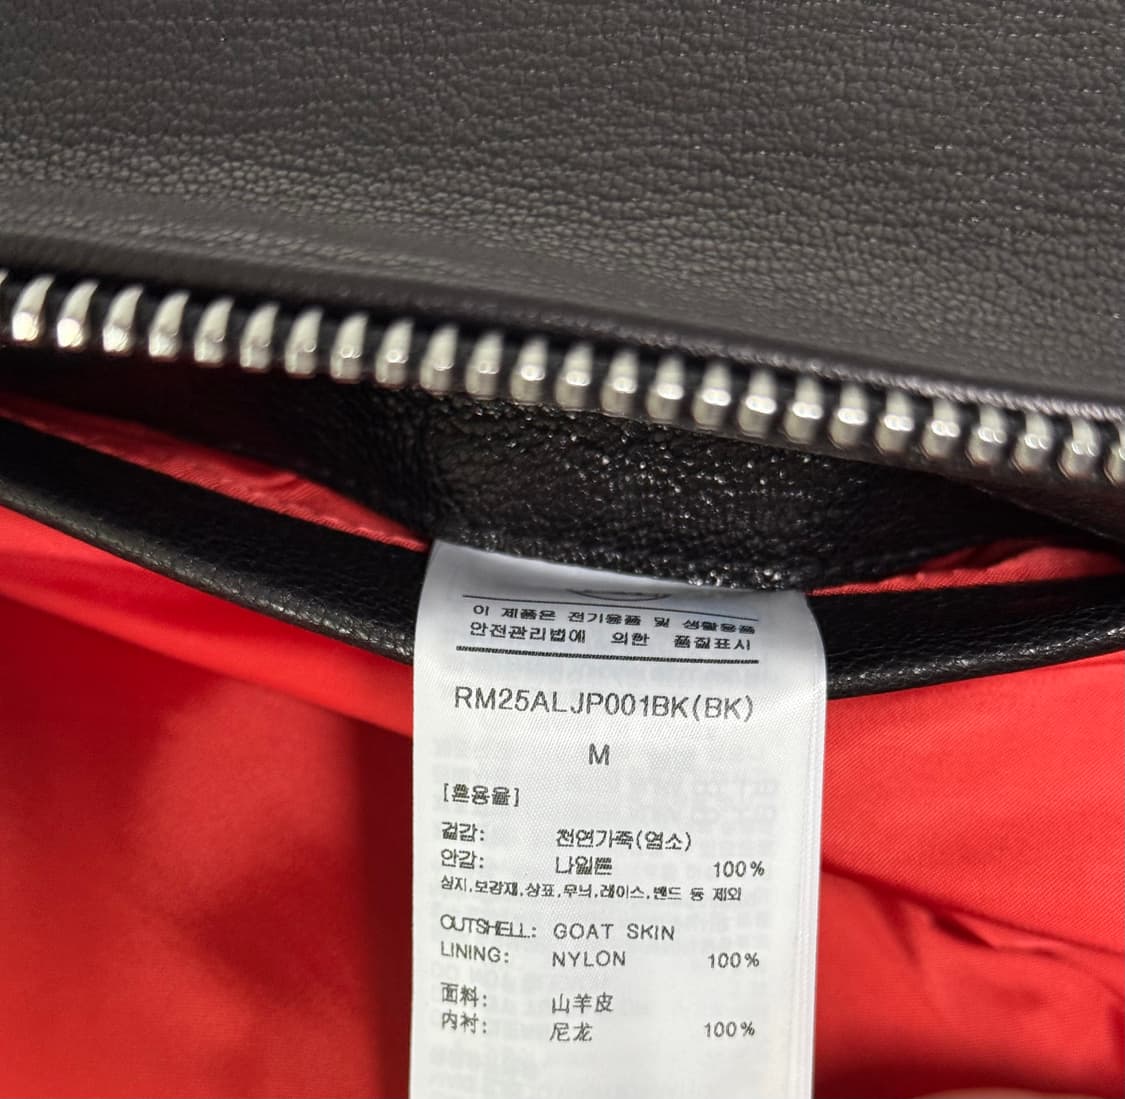 이 제품은 전기용품 및 생활용품
안전관리법에 의한 품질표시
RM25ALJP001BK(BK)
M
[혼용율]
겉감: 천연가죽(염소)
안감: 나일론 100%
심지,보강재,상표,무늬,레이스,밴드 등 제외
OUTSHELL: GOAT SKIN
LINING: NYLON 100%
面料: 山羊皮
内衬: 尼龙 100%